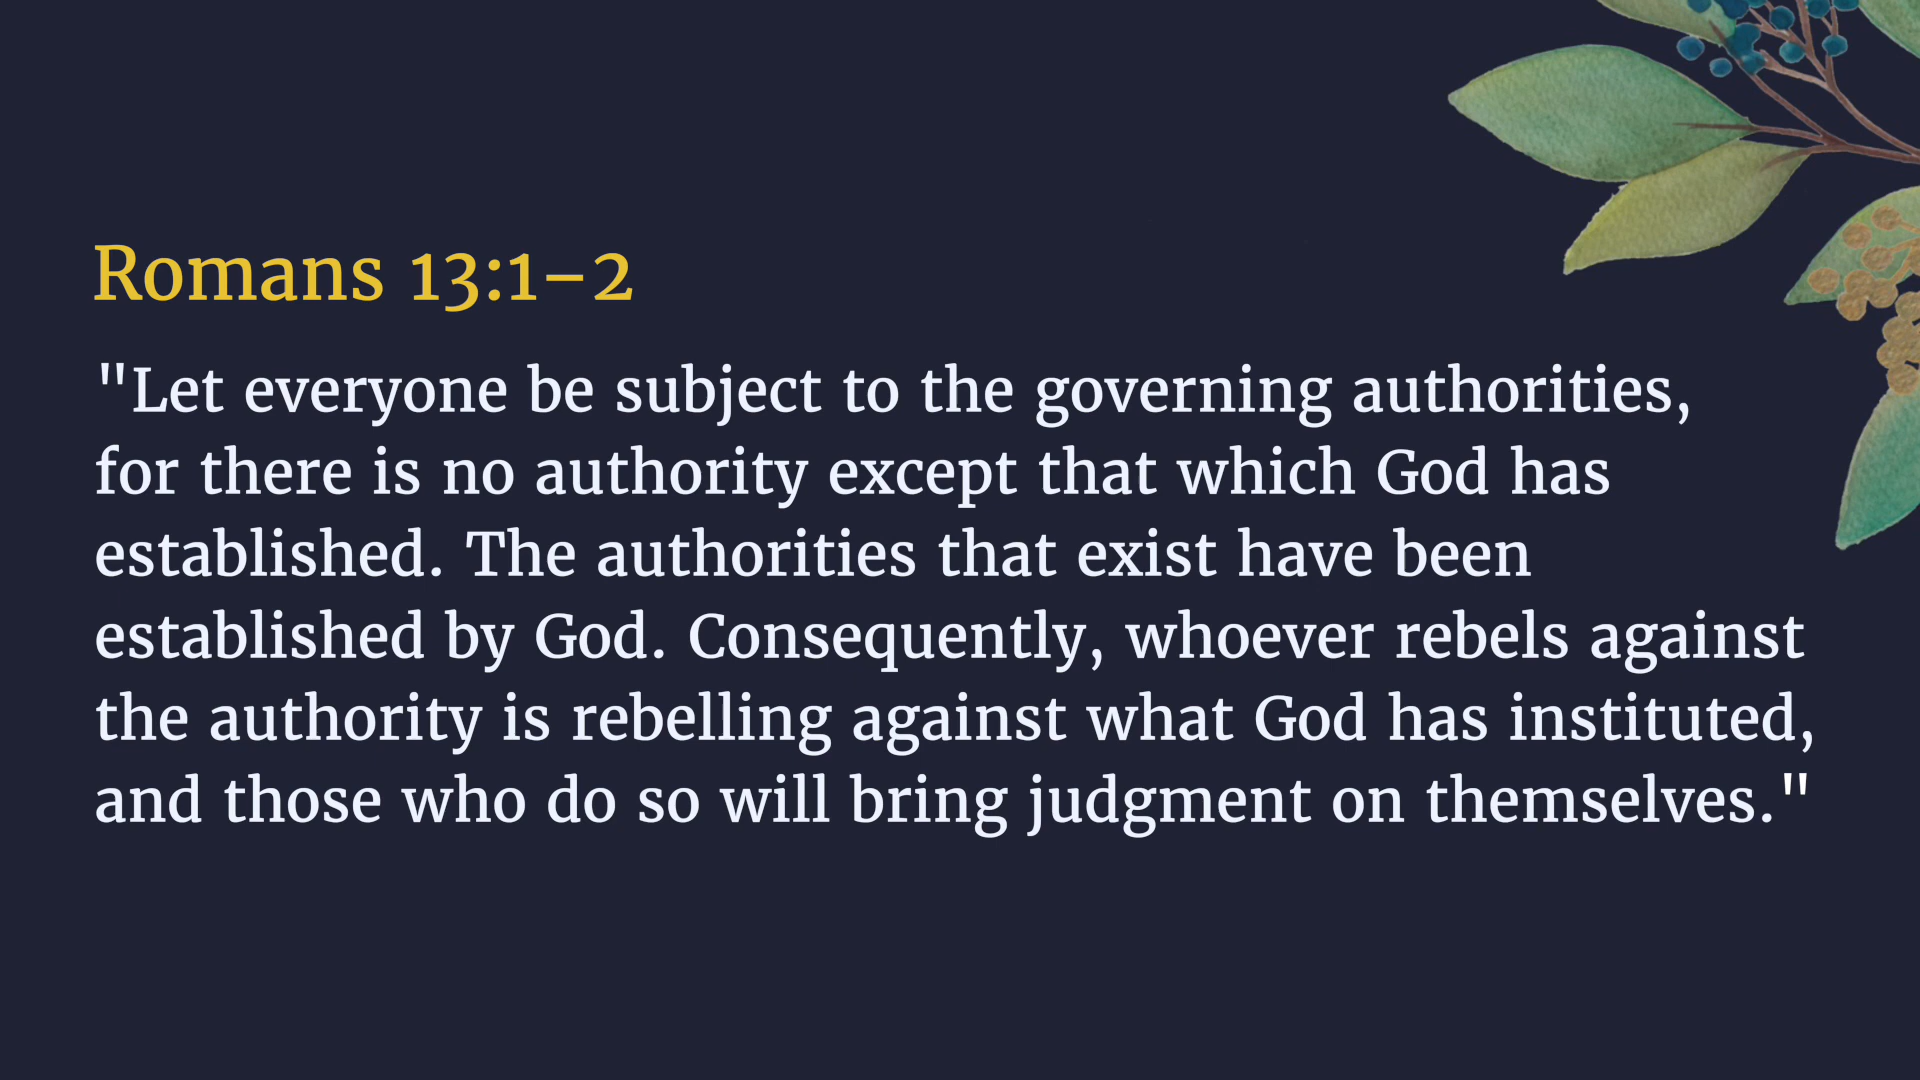 Romans 13:1–2
"Let everyone be subject to the governing authorities,
for there is no authority except that which God has
established. The authorities that exist have been
established by God. Consequently, whoever rebels against
the authority is rebelling against what God has instituted,
and those who do so will bring judgment on themselves."